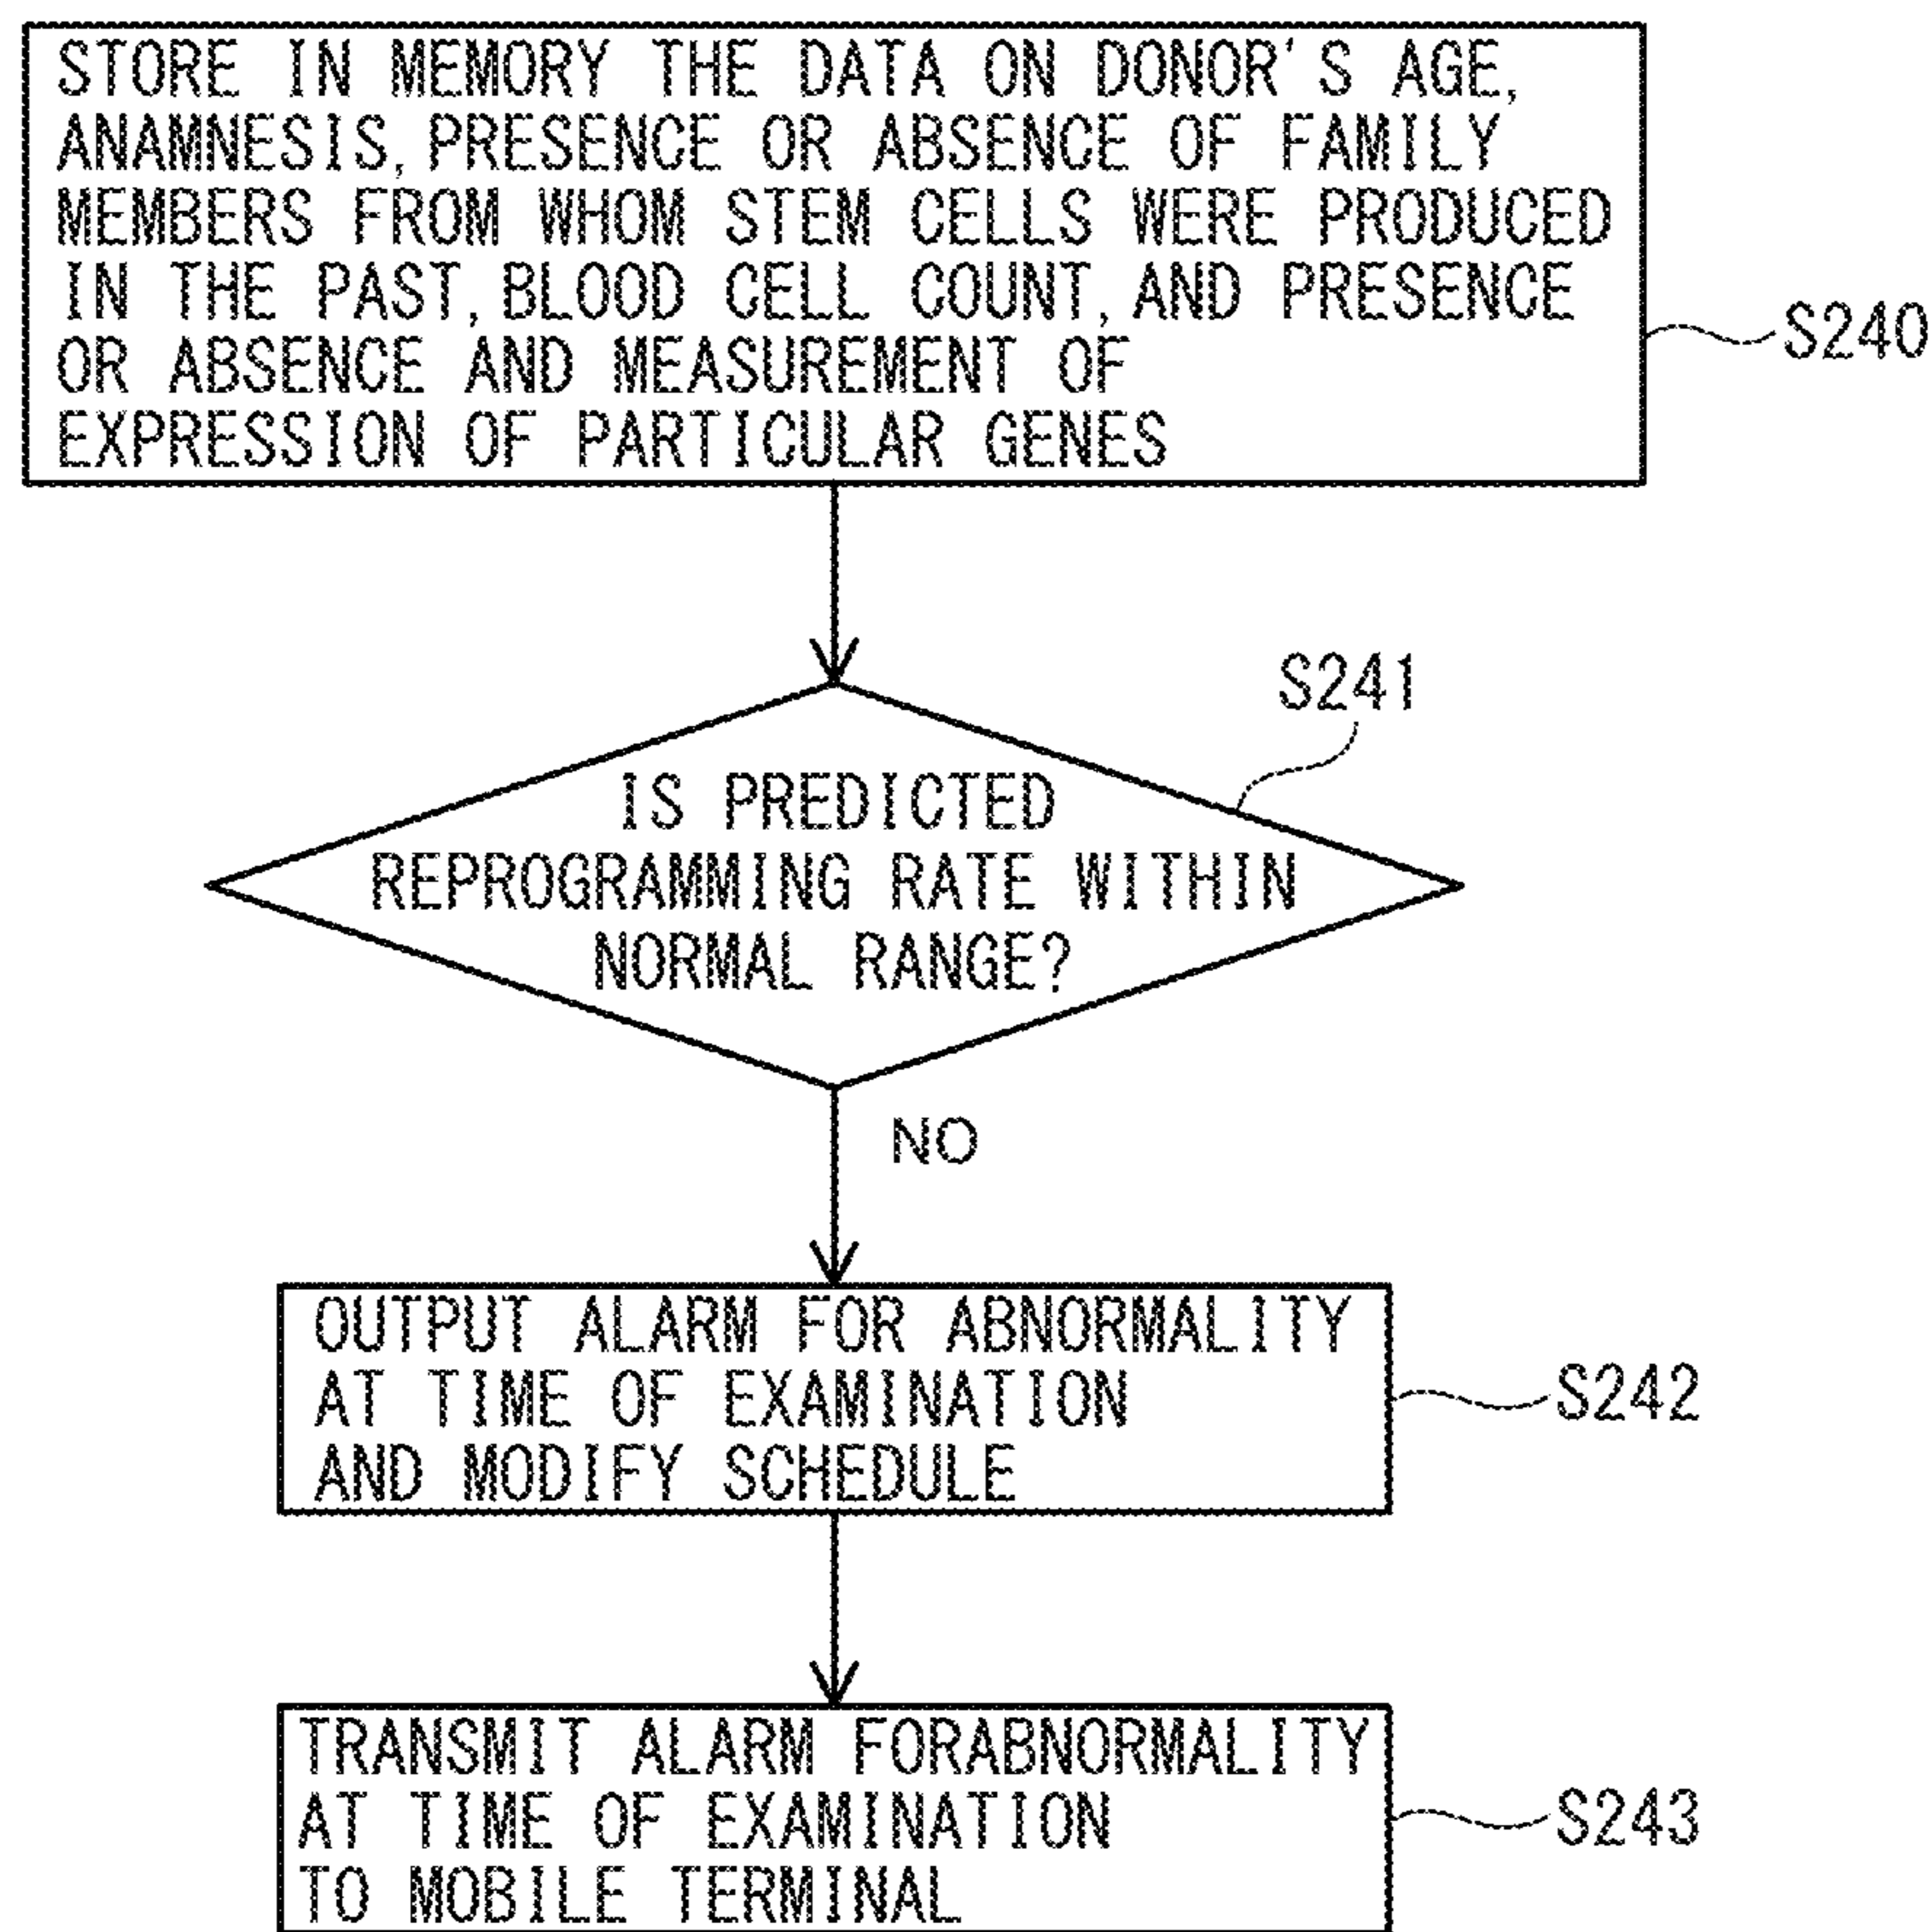 STORE IN MEMORY THE DATA ON DONOR'S AGE,
ANAMNESIS, PRESENCE OR ABSENCE OF FAMILY
MEMBERS FROM WHOM STEM CELLS WERE PRODUCED
IN THE PAST, BLOOD CELL COUNT, AND PRESENCE
OR ABSENCE AND MEASUREMENT OF
EXPRESSION OF PARTICULAR GENES
S240
S241
IS PREDICTED
REPROGRAMMING RATE WITHIN
NORMAL RANGE?
NO
OUTPUT ALARM FOR ABNORMALITY
AT TIME OF EXAMINATION
AND MODIFY SCHEDULE
S242
TRANSMIT ALARM FORABNORMALITY
AT TIME OF EXAMINATION
TO MOBILE TERMINAL
S243